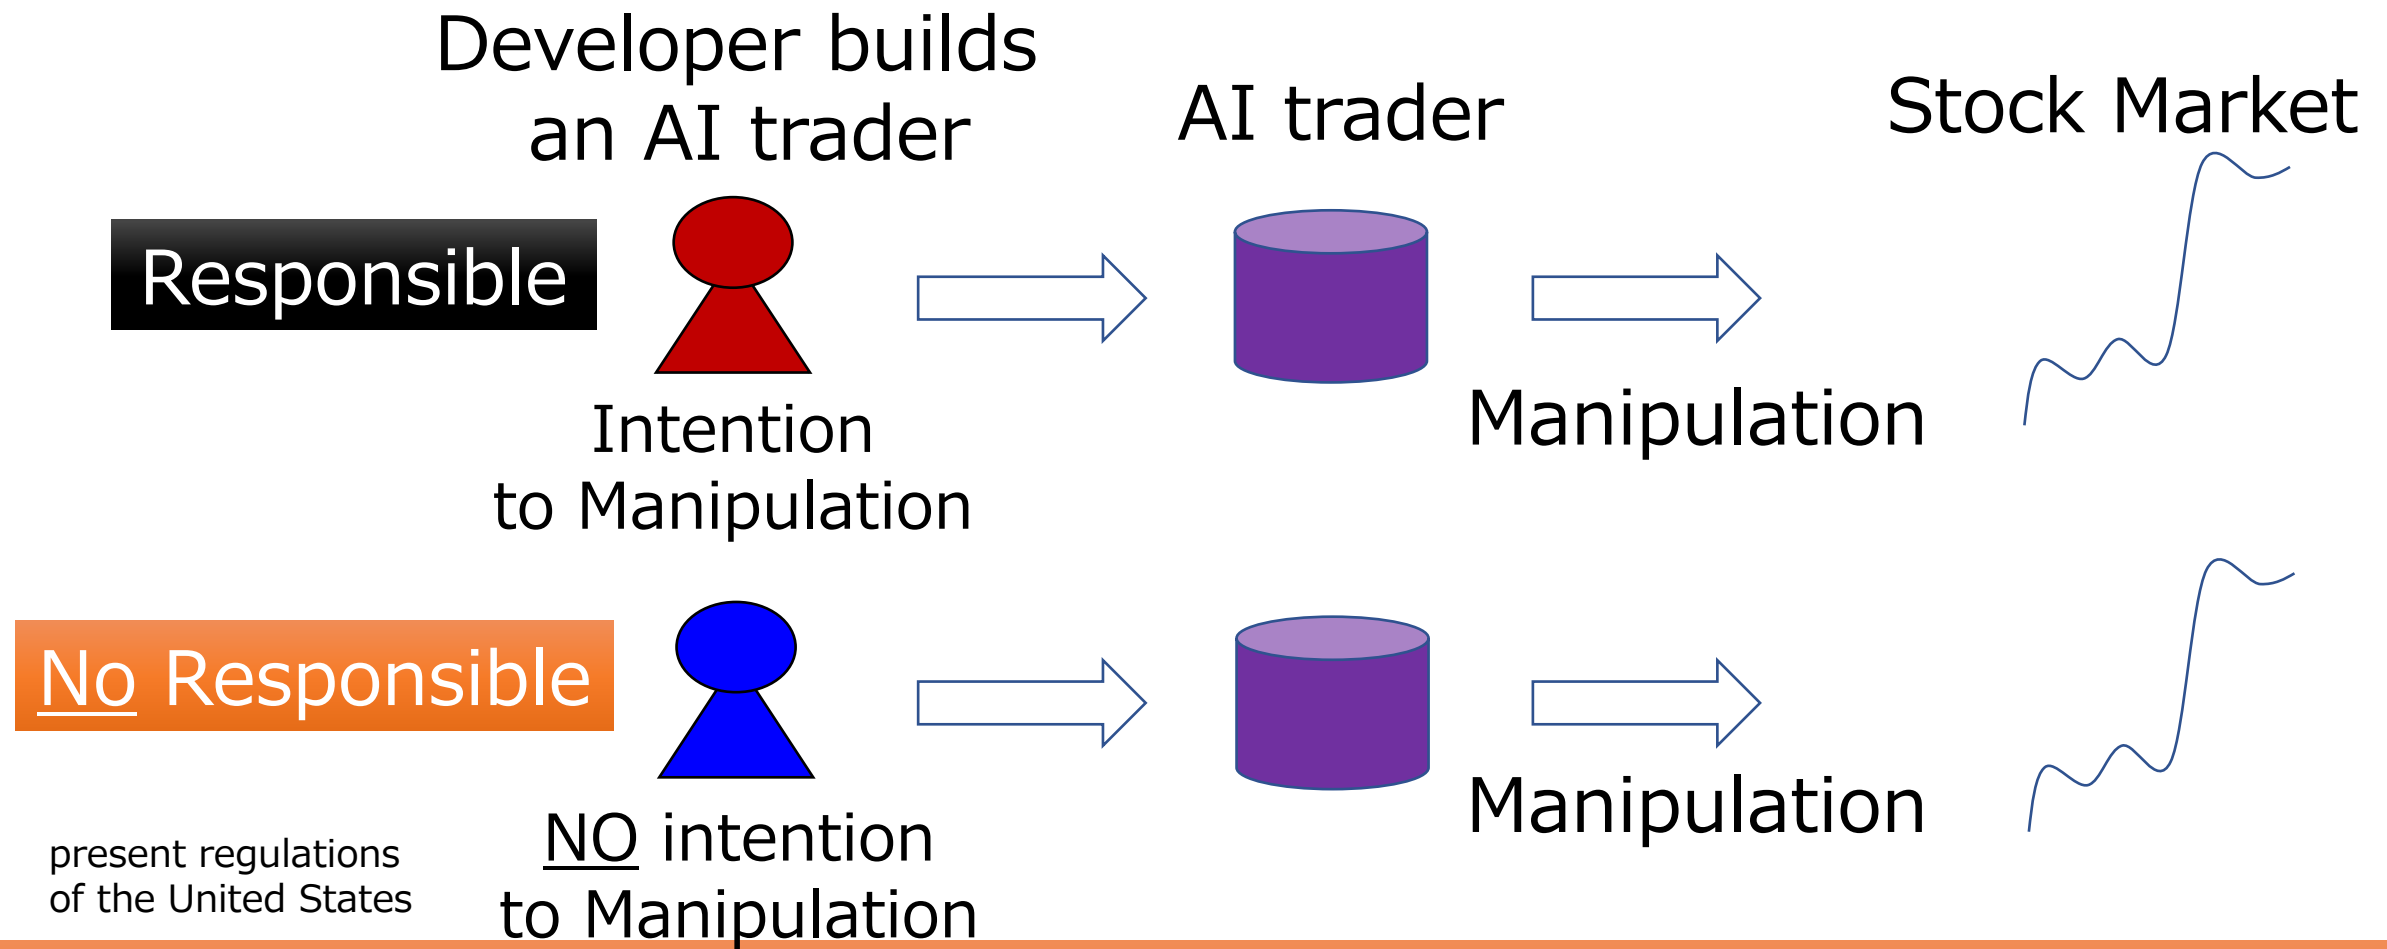 Developer builds
an AI trader
AI trader
Stock Market
Responsible
Intention
to Manipulation
Manipulation
No Responsible
NO intention
to Manipulation
Manipulation
present regulations
of the United States